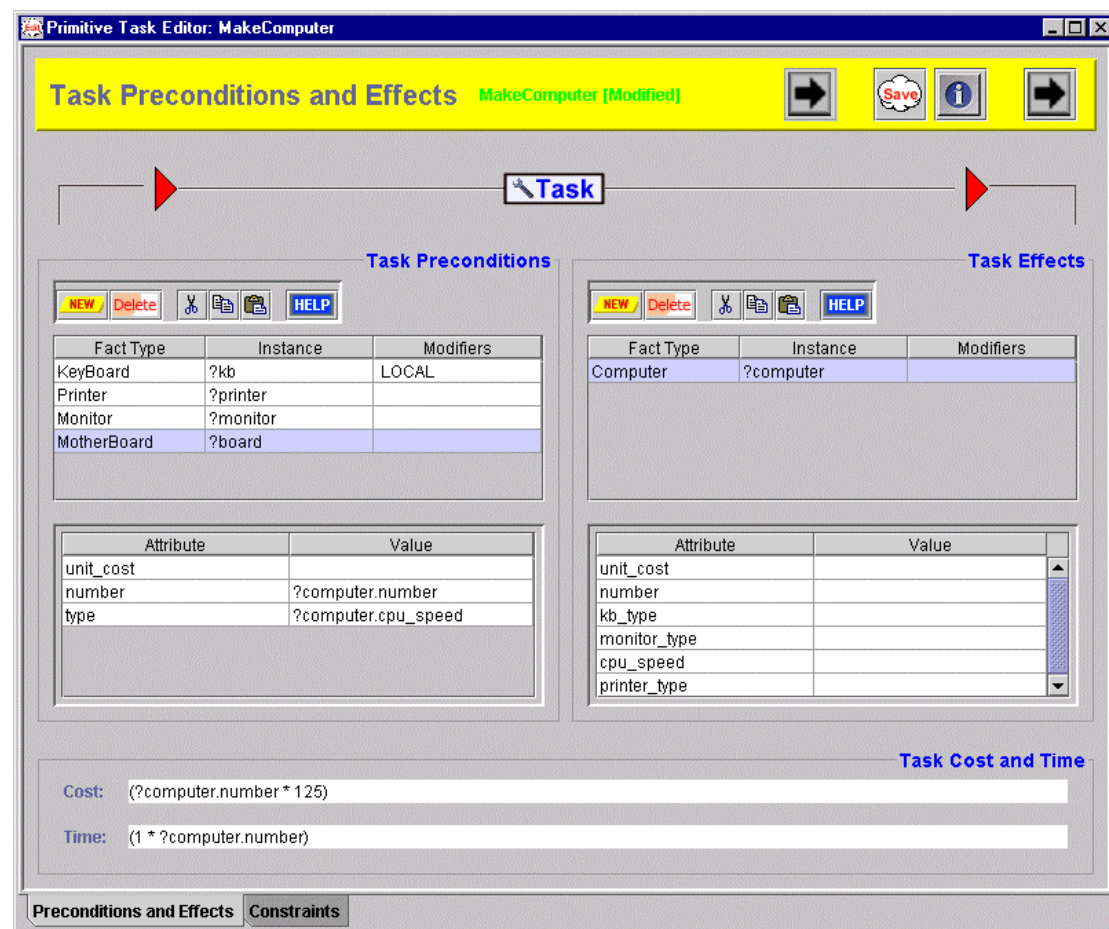 Primitive Task Editor: MakeComputer
Task Preconditions and Effects MakeComputer [Modified]
Save
Task
Task Preconditions
NEW Delete HELP
Fact Type Instance Modifiers
KeyBoard ?kb LOCAL
Printer ?printer
Monitor ?monitor
MotherBoard ?board
Attribute Value
unit_cost
number ?computer.number
type ?computer.cpu_speed
Task Effects
NEW Delete HELP
Fact Type Instance Modifiers
Computer ?computer
Attribute Value
unit_cost
number
kb_type
monitor_type
cpu_speed
printer_type
Task Cost and Time
Cost: (?computer.number * 125)
Time: (1 * ?computer.number)
Preconditions and Effects Constraints